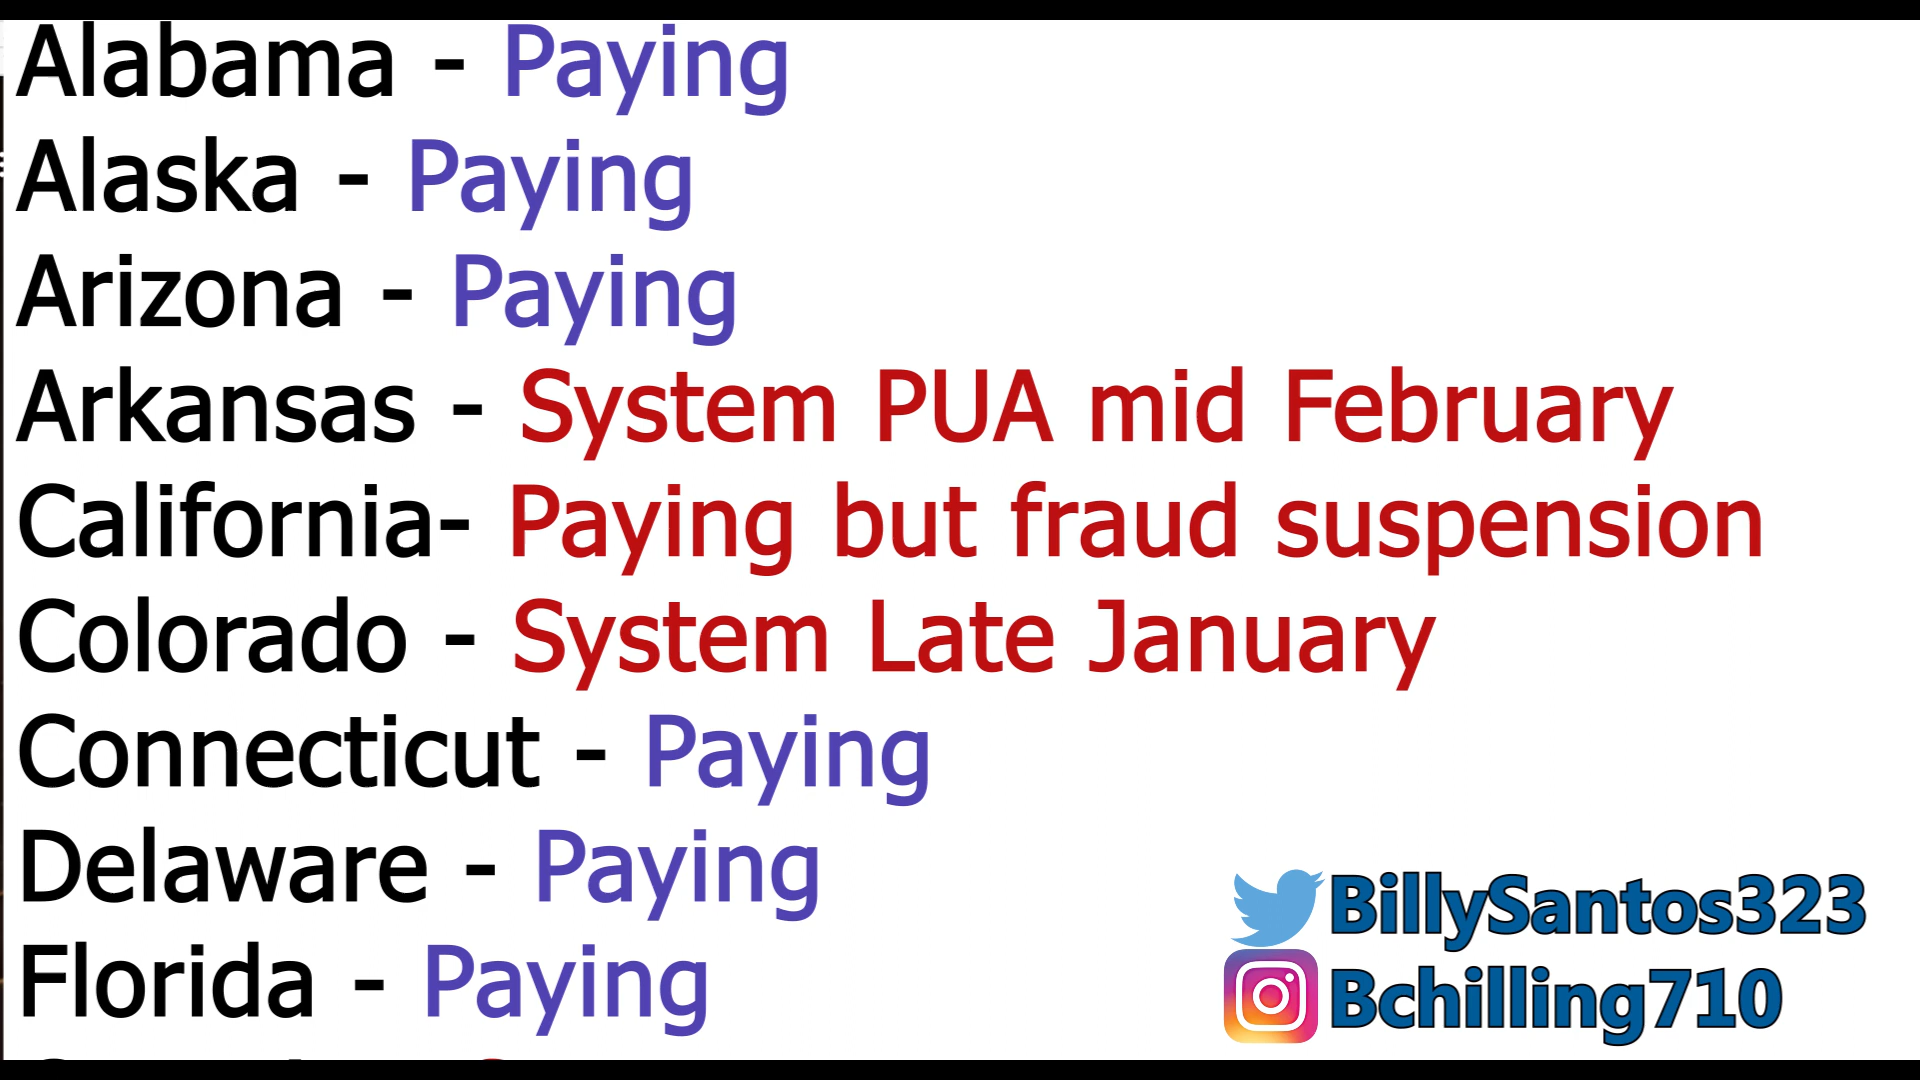 Alabama - Paying
Alaska - Paying
Arizona - Paying
Arkansas - System PUA mid February
California- Paying but fraud suspension
Colorado - System Late January
Connecticut - Paying
Delaware - Paying
Florida - Paying
BillySantos323
Bchilling710